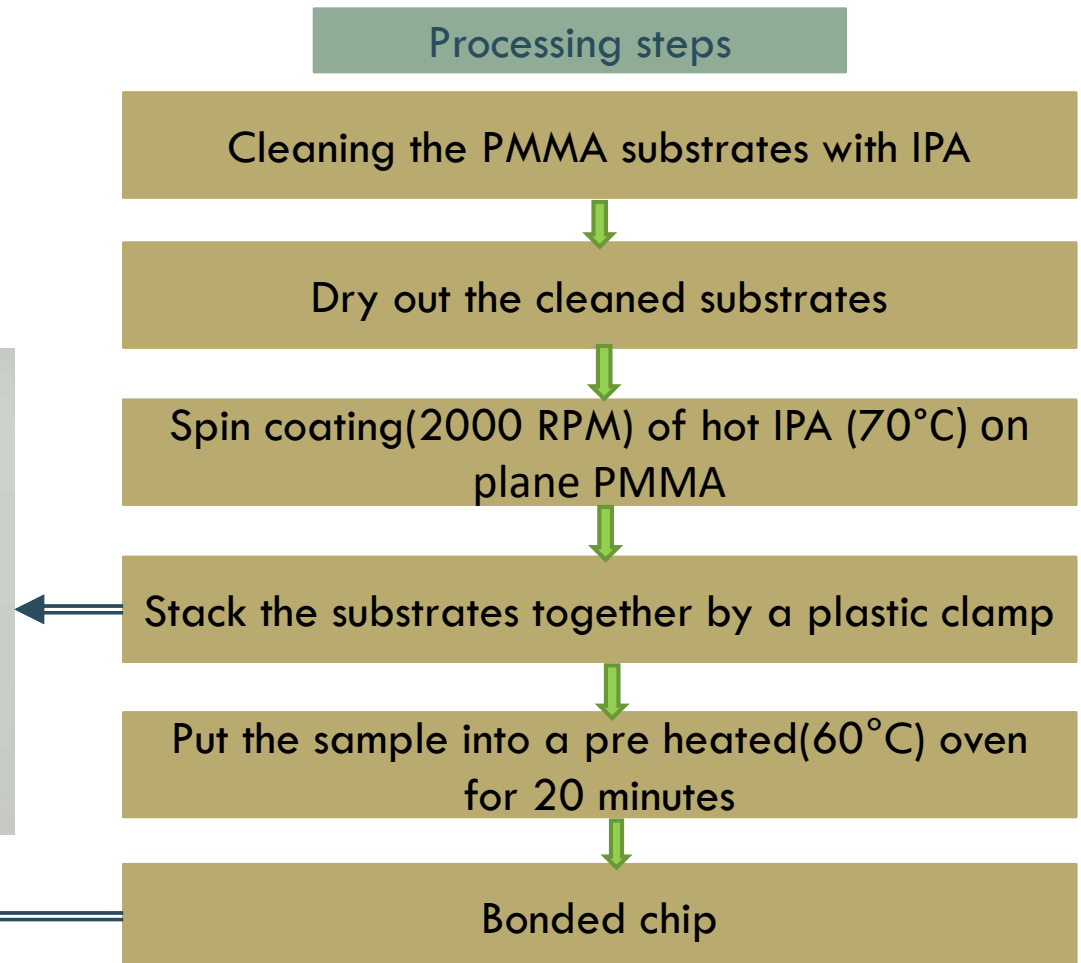 Processing steps
Cleaning the PMMA substrates with IPA
Dry out the cleaned substrates
Spin coating(2000 RPM) of hot IPA (70°C) on
plane PMMA
Stack the substrates together by a plastic clamp
Put the sample into a pre heated(60°C) oven
for 20 minutes
Bonded chip